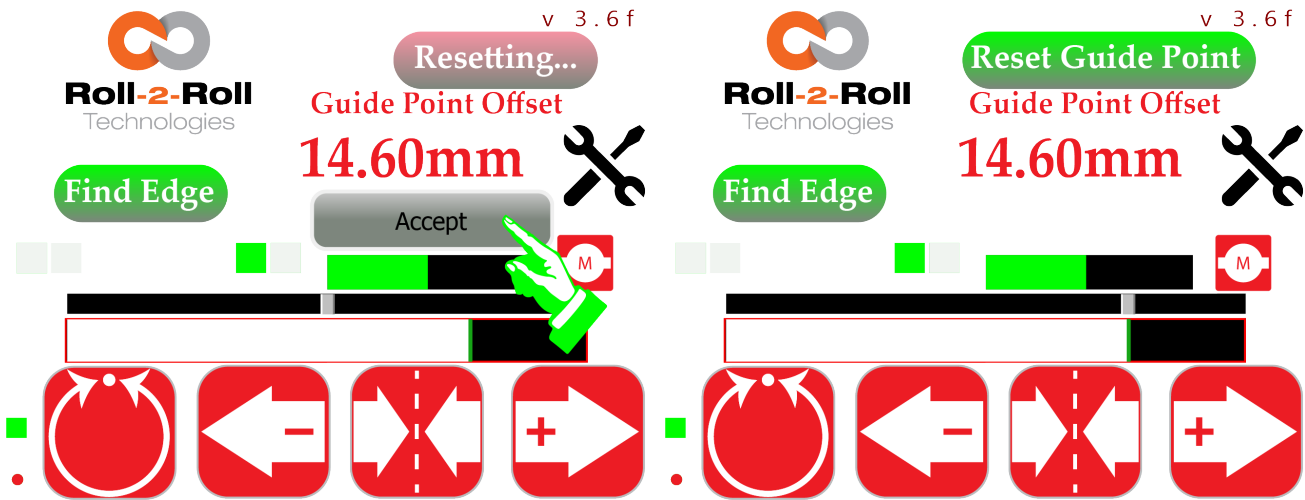 v 3.6f
Resetting...
Roll-2-Roll
Technologies
Guide Point Offset
14.60mm
Find Edge
Accept
M
−
+
v 3.6f
Reset Guide Point
Roll-2-Roll
Technologies
Guide Point Offset
14.60mm
Find Edge
M
−
+